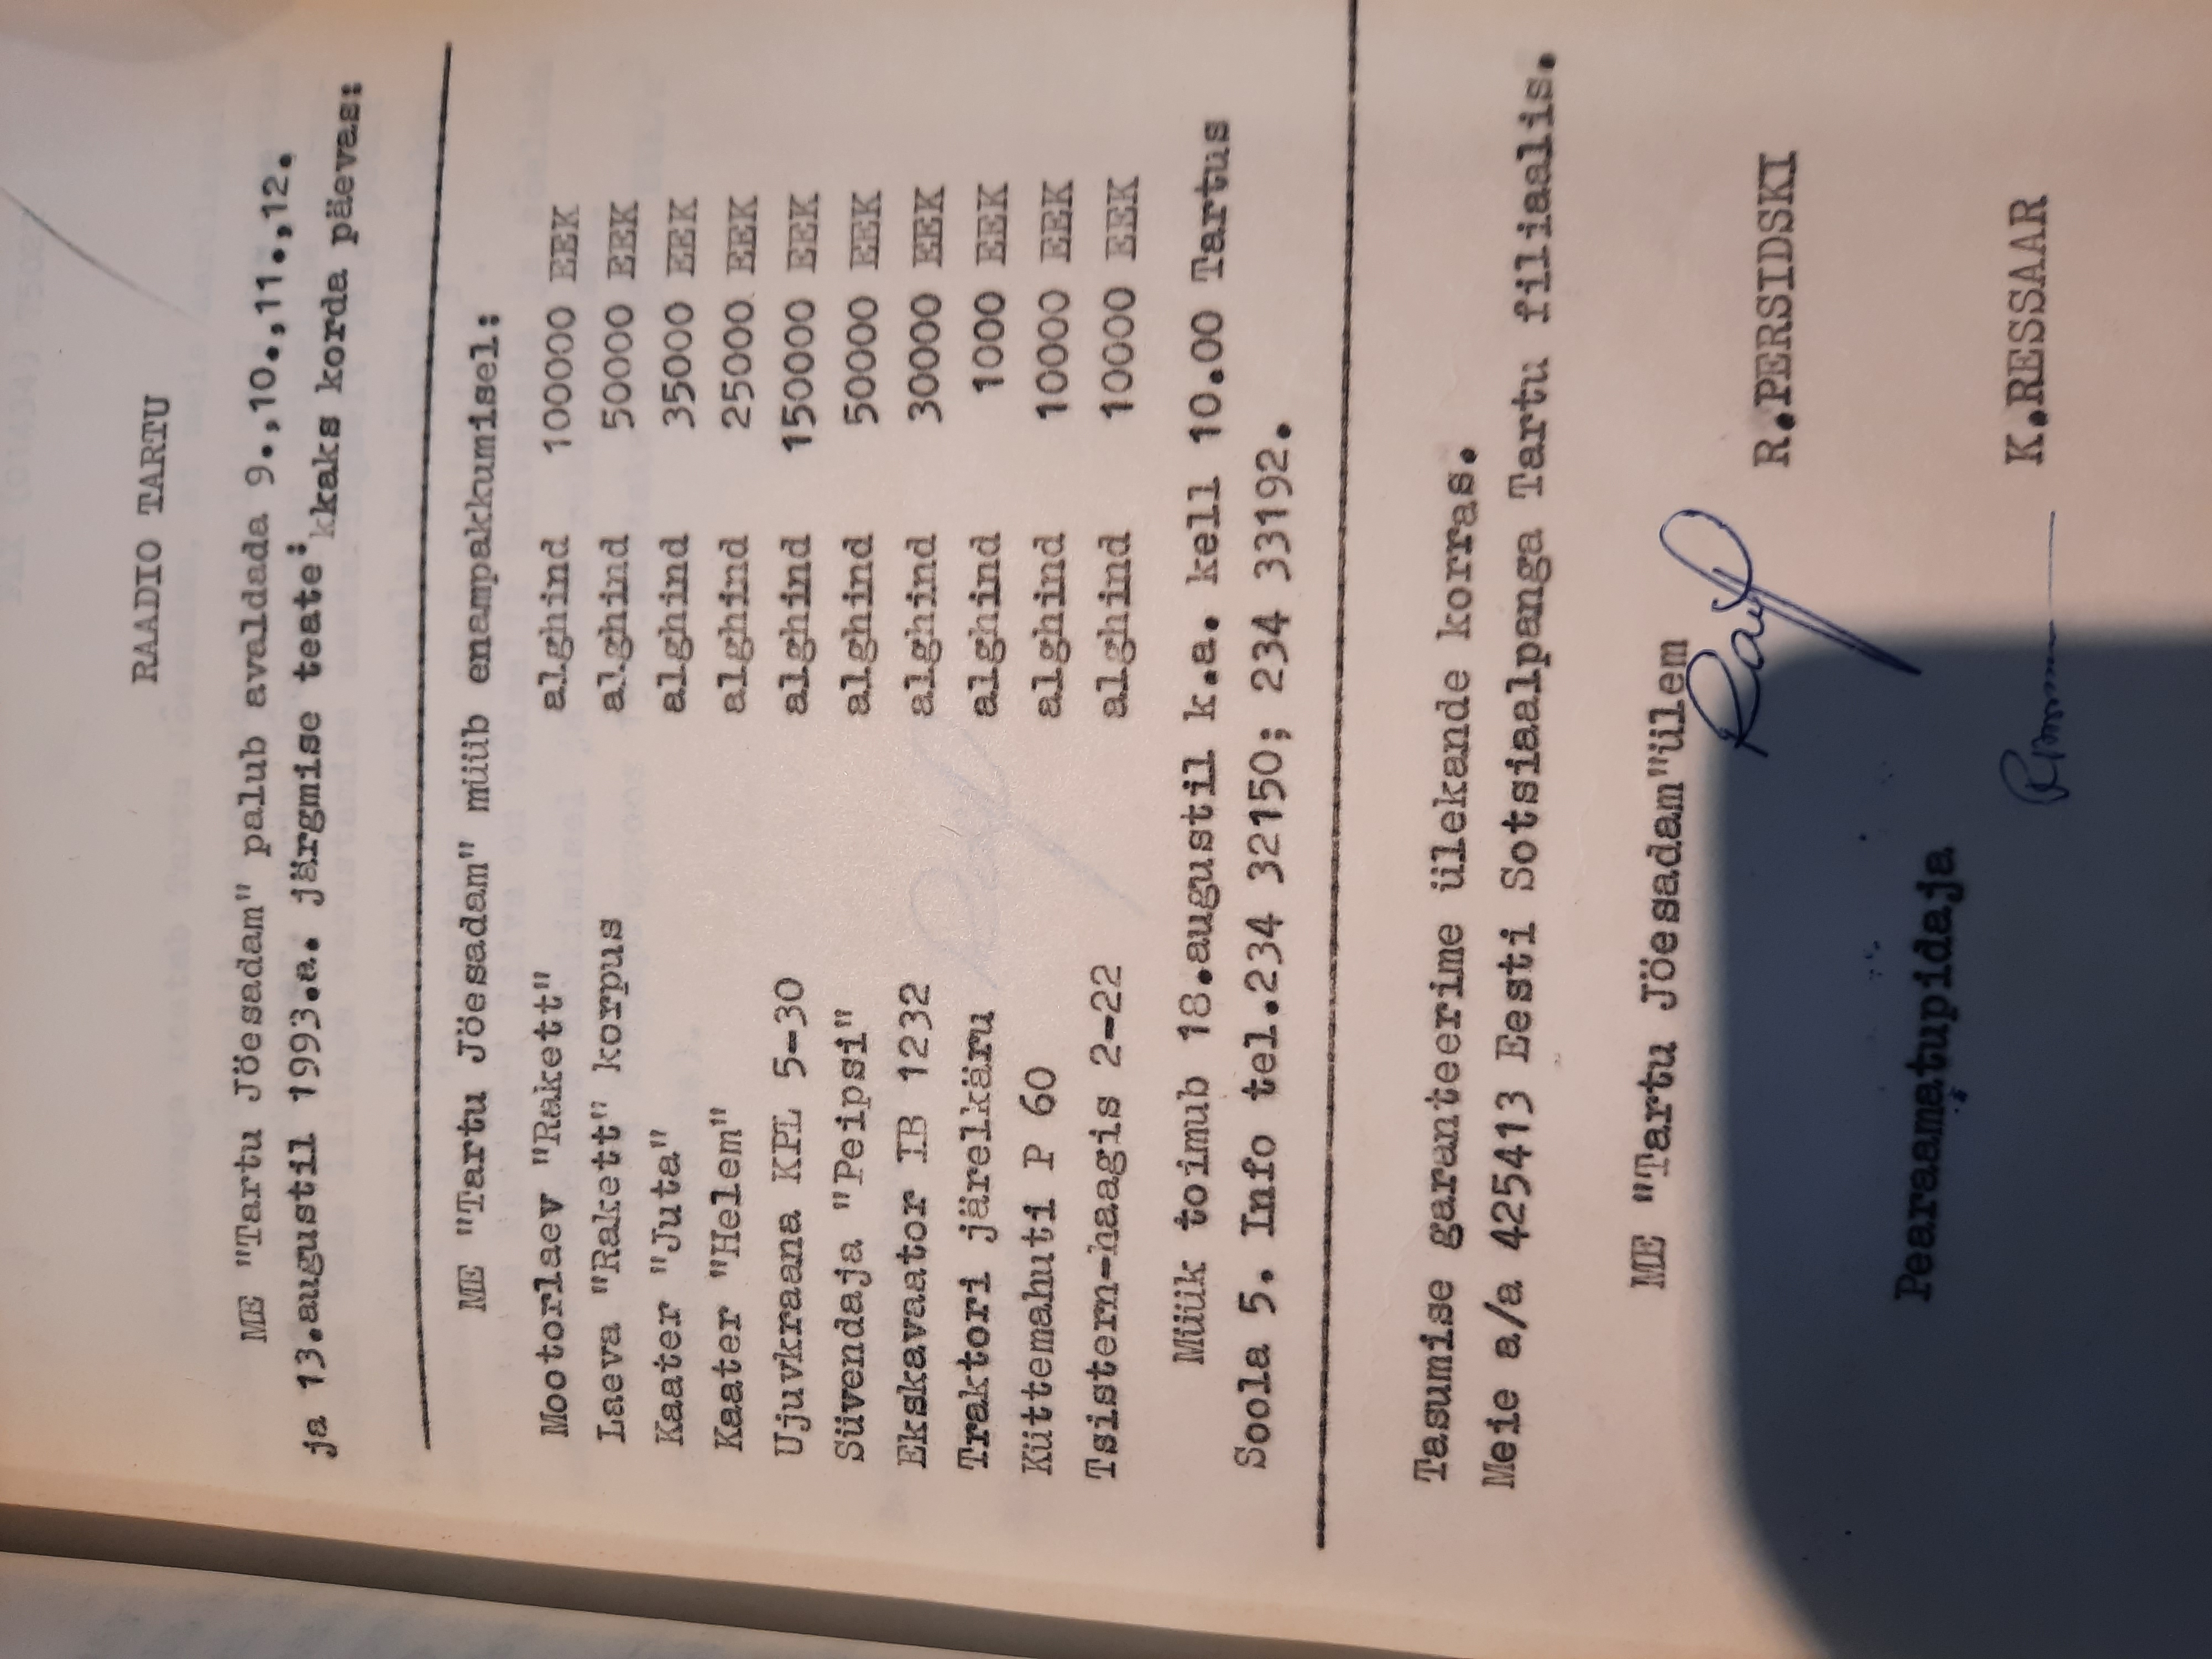 RAADIO TARTU
ME "Tartu Jöesadam" palub avaldada 9.,10.,11.,12.
ja 13.augustil 1993.a. järgmise teate: kkaks korda päevas:
ME "Tartu Jöesadam" müüb enampakkumisel:
Mootorlaev "Rakett" alghind 100000 EEK
Laeva "Rakett" korpus alghind 50000 EEK
Kaater "Juta" alghind 35000 EEK
Kaater "Helem" alghind 25000 EEK
Ujuvkraana KPL 5-30 alghind 150000 EEK
Süvendaja "Peipsi" alghind 50000 EEK
Ekskavaator TB 1232 alghind 30000 EEK
Traktori järelkäru alghind 1000 EEK
Küttemahuti P 60 alghind 10000 EEK
Tsistern-haagis 2-22 alghind 10000 EEK
Müük toimub 18.augustil k.a. kell 10.00 Tartus
Soola 5. Info tel.234 32150; 234 33192.
Tasumise garanteerime ülekande korras.
Meie a/a 425413 Eesti Sotsiaalpanga Tartu filiaalis.
ME "Tartu Jöesadam"ülem R.PERSIDSKI
Pearaamatupidaja K.RESSAAR